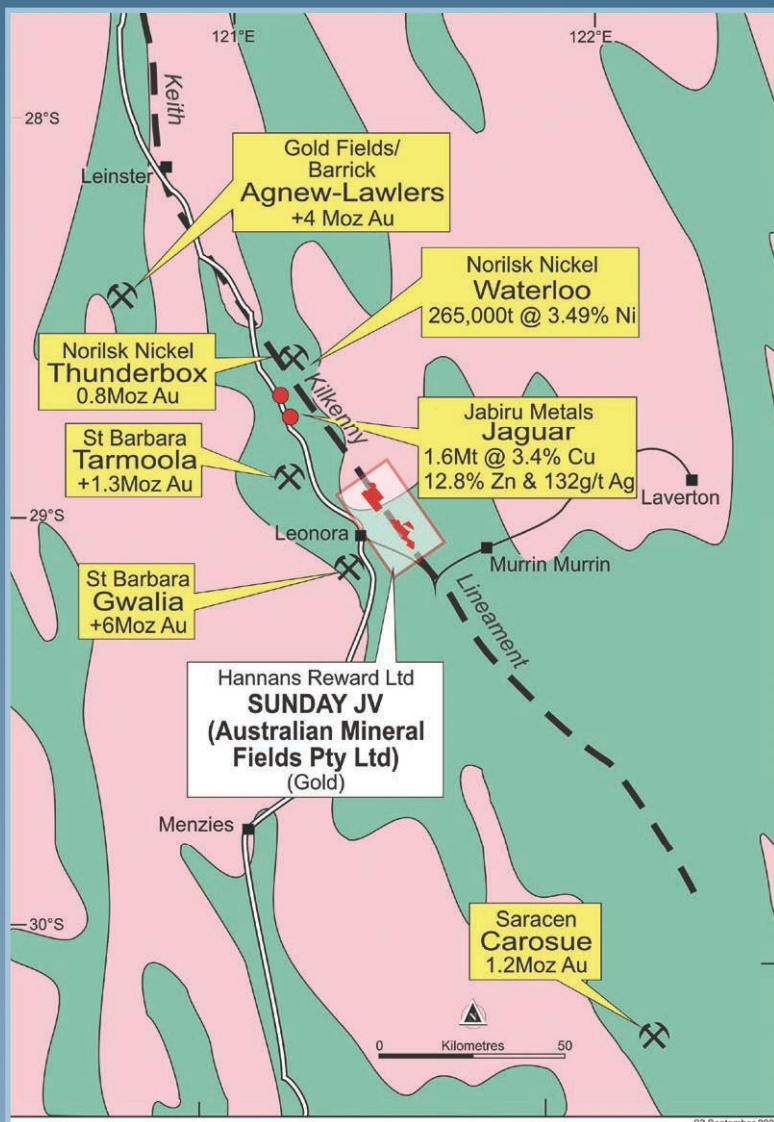 121°E
122°E
Keith
28°S
Leinster
Gold Fields/
Barrick
Agnew-Lawlers
+4 Moz Au
Norilsk Nickel
Waterloo
265,000t @ 3.49% Ni
Norilsk Nickel
Thunderbox
0.8Moz Au
Kilkenny
Jabiru Metals
Jaguar
1.6Mt @ 3.4% Cu
12.8% Zn & 132g/t Ag
St Barbara
Tarmoola
+1.3Moz Au
Laverton
29°S
Leonora
Murrin Murrin
St Barbara
Gwalia
+6Moz Au
Lineament
Hannans Reward Ltd
SUNDAY JV
(Australian Mineral
Fields Pty Ltd)
(Gold)
Menzies
30°S
Saracen
Carosue
1.2Moz Au
N
0 Kilometres 50